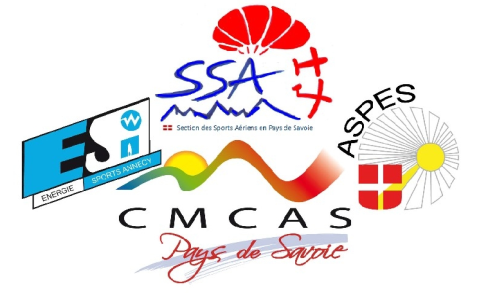 SSA
Section des Sports Aériens en Pays de Savoie
ASPES
ES
ENERGIE SPORTS ANNECY
CMCAS
Pays de Savoie